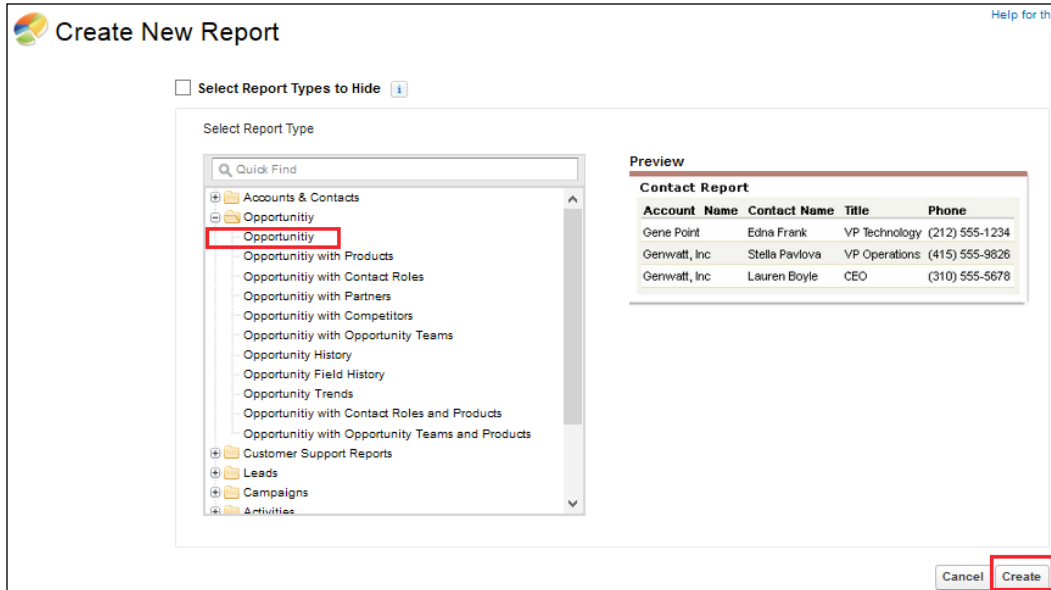 Help for th
Create New Report
Select Report Types to Hide
i
Select Report Type
Quick Find
Accounts & Contacts
Opportunitiy
Opportunitiy
Opportunitiy with Products
Opportunitiy with Contact Roles
Opportunitiy with Partners
Opportunitiy with Competitors
Opportunitiy with Opportunity Teams
Opportunity History
Opportunity Field History
Opportunity Trends
Opportunitiy with Contact Roles and Products
Opportunitiy with Opportunity Teams and Products
Customer Support Reports
Leads
Campaigns
Activities
Preview
Contact Report
Account Name Contact Name Title Phone
Gene Point Edna Frank VP Technology (212) 555-1234
Genwatt, Inc Stella Pavlova VP Operations (415) 555-9826
Genwatt, Inc Lauren Boyle CEO (310) 555-5678
Cancel Create